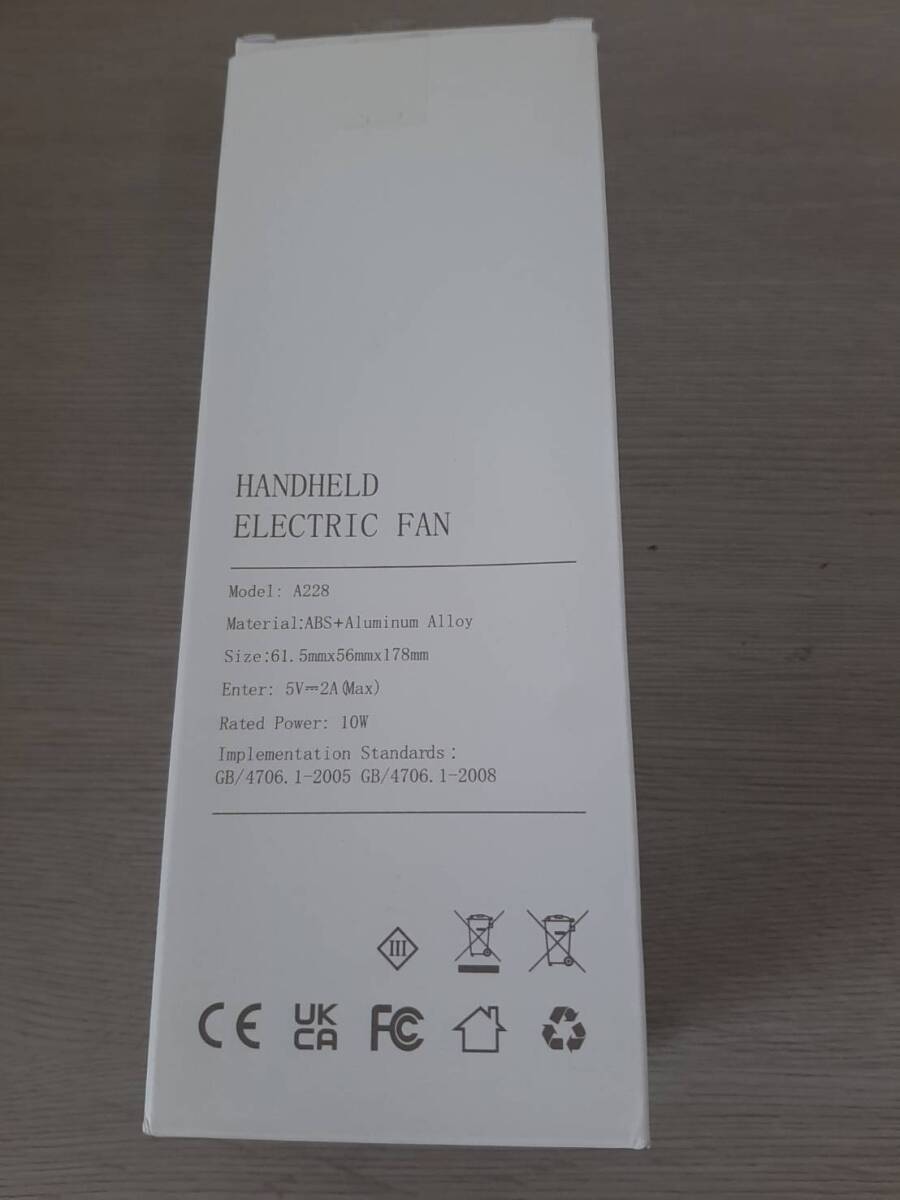 HANDHELD
ELECTRIC FAN
Model: A228
Material:ABS+Aluminum Alloy
Size:61.5mmx56mmx178mm
Enter: 5V⎓2A(Max)
Rated Power: 10W
Implementation Standards:
GB/4706.1-2005 GB/4706.1-2008
III
CE UK CA FC